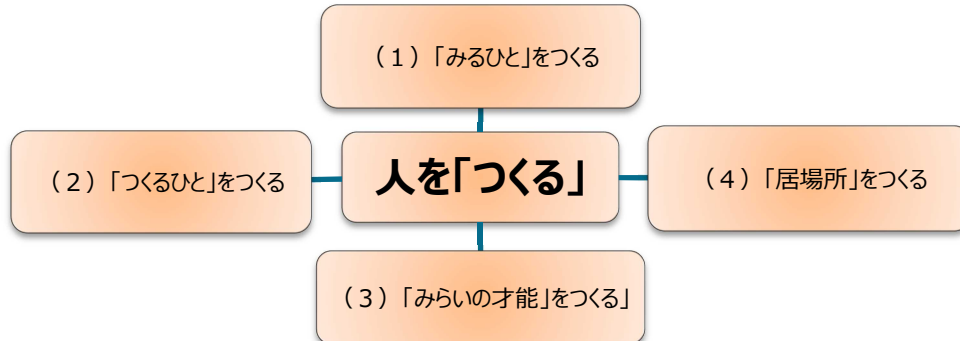 （１）「みるひと」をつくる
（２）「つくるひと」をつくる
人を「つくる」
（４）「居場所」をつくる
（３）「みらいの才能」をつくる」